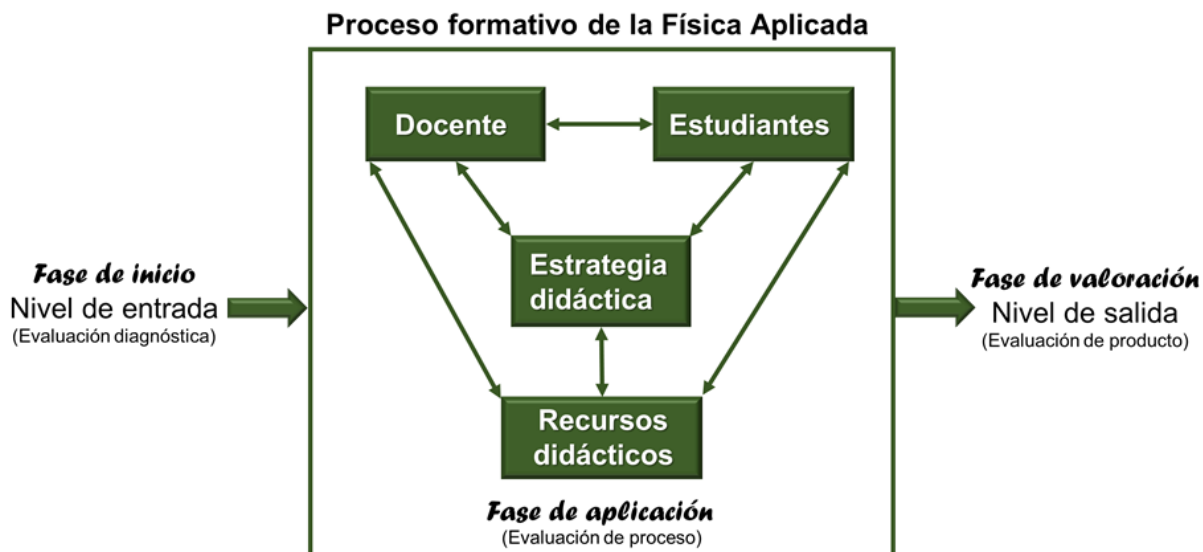 Proceso formativo de la Física Aplicada
Docente
Estudiantes
Estrategia
didáctica
Recursos
didácticos
Fase de inicio
Nivel de entrada
(Evaluación diagnóstica)
Fase de valoración
Nivel de salida
(Evaluación de producto)
Fase de aplicación
(Evaluación de proceso)